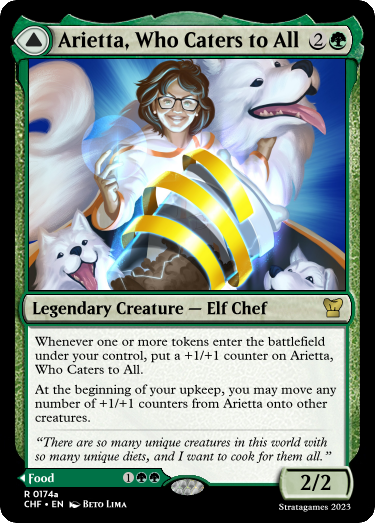 Arietta, Who Caters to All 2
Legendary Creature — Elf Chef
Whenever one or more tokens enter the battlefield
under your control, put a +1/+1 counter on Arietta,
Who Caters to All.
At the beginning of your upkeep, you may move any
number of +1/+1 counters from Arietta onto other
creatures.
“There are so many unique creatures in this world with
so many unique diets, and I want to cook for them all.”
Food 1
2/2
R 0174a
CHF • EN Beto Lima
Stratagames 2023